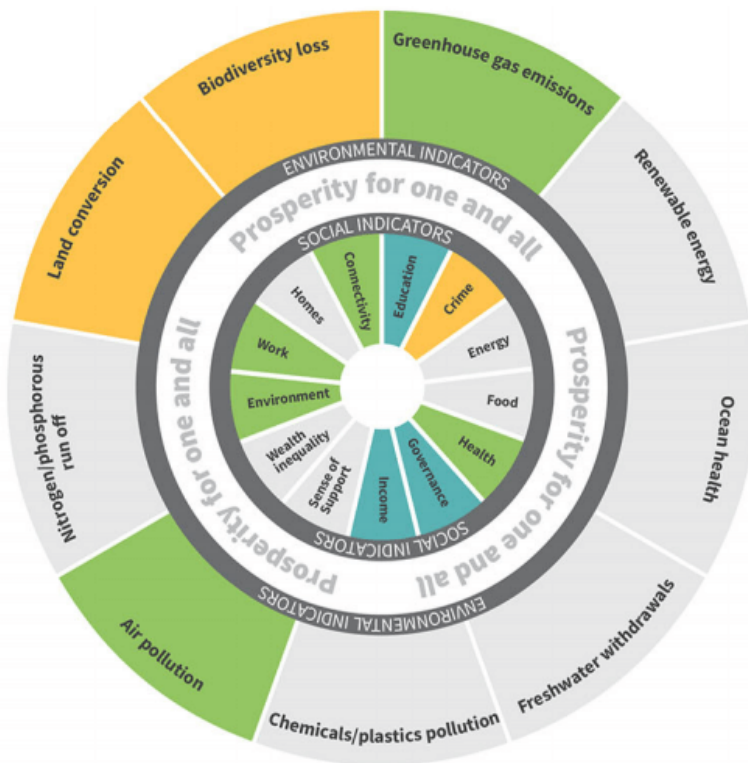 Greenhouse gas emissions
Renewable energy
Ocean health
Freshwater withdrawals
Chemicals/plastics pollution
Air pollution
Nitrogen/phosphorous
run off
Land conversion
Biodiversity loss
ENVIRONMENTAL INDICATORS
Prosperity for one and all
Prosperity for one and all
Prosperity for one and all
ENVIRONMENTAL INDICATORS
SOCIAL INDICATORS
Education
Crime
Energy
Food
Health
Governance
Income
Sense of
Support
Wealth
inequality
Environment
Work
Homes
Connectivity
SOCIAL INDICATORS